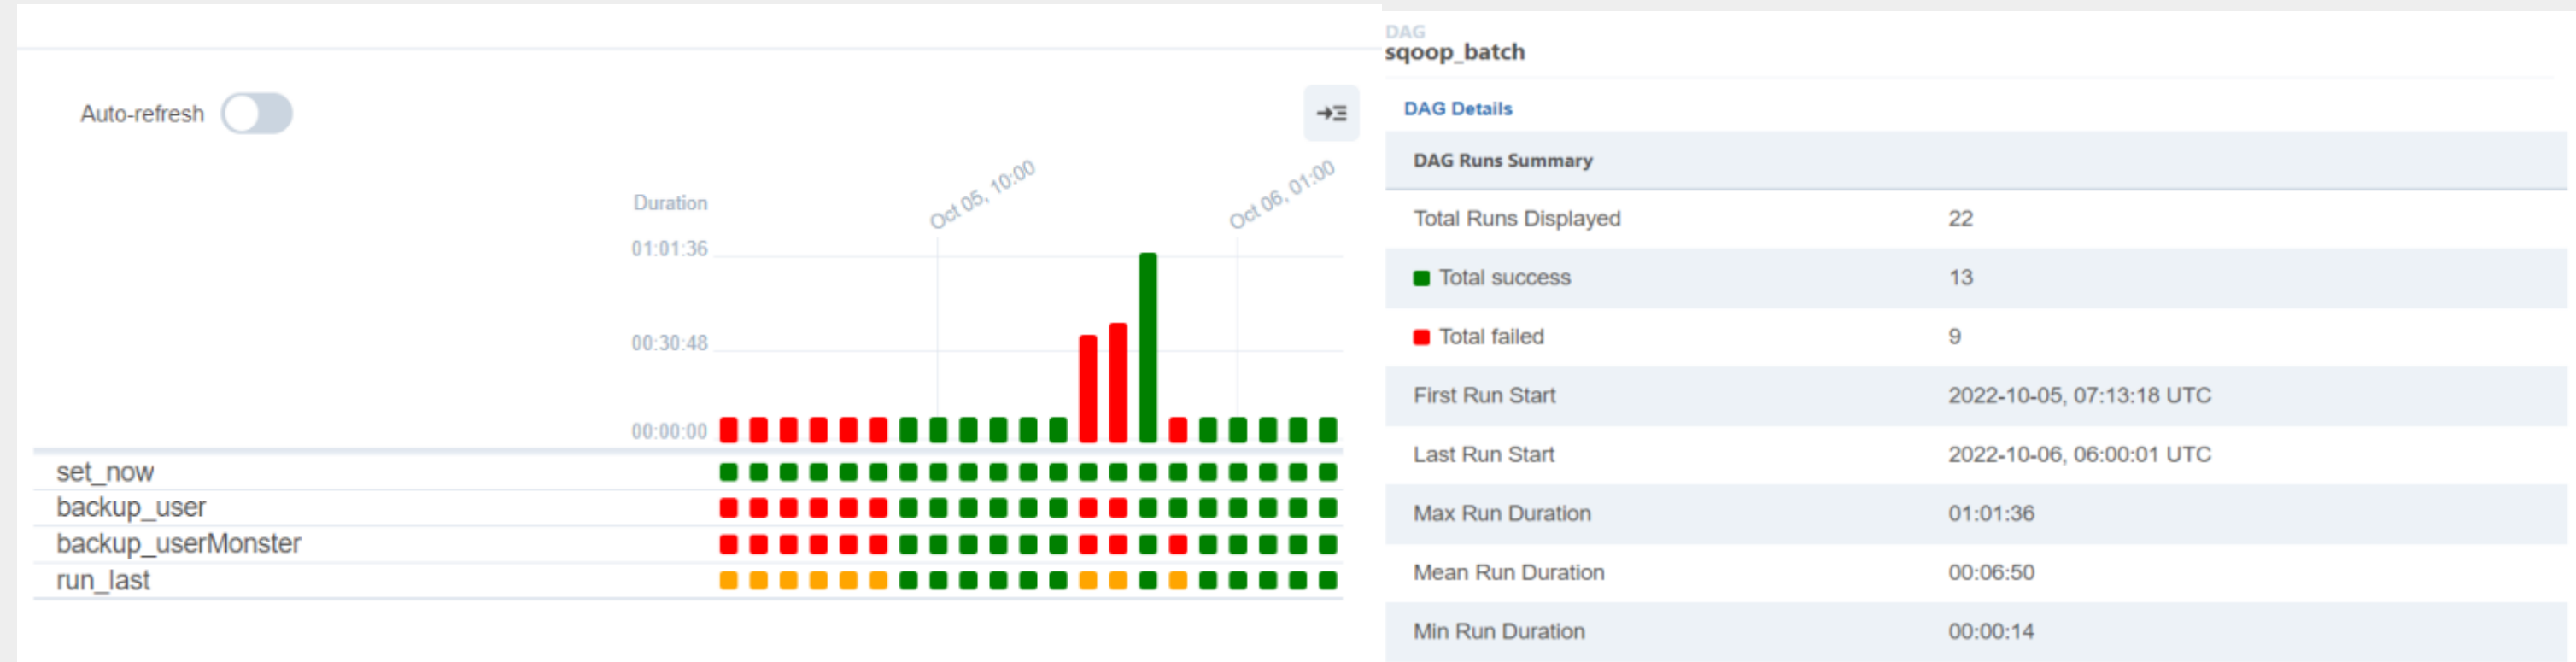 Auto-refresh
Duration
Oct 05, 10:00
Oct 06, 01:00
01:01:36
00:30:48
00:00:00
set_now
backup_user
backup_userMonster
run_last
DAG
sqoop_batch
DAG Details
DAG Runs Summary
Total Runs Displayed 22
Total success 13
Total failed 9
First Run Start 2022-10-05, 07:13:18 UTC
Last Run Start 2022-10-06, 06:00:01 UTC
Max Run Duration 01:01:36
Mean Run Duration 00:06:50
Min Run Duration 00:00:14